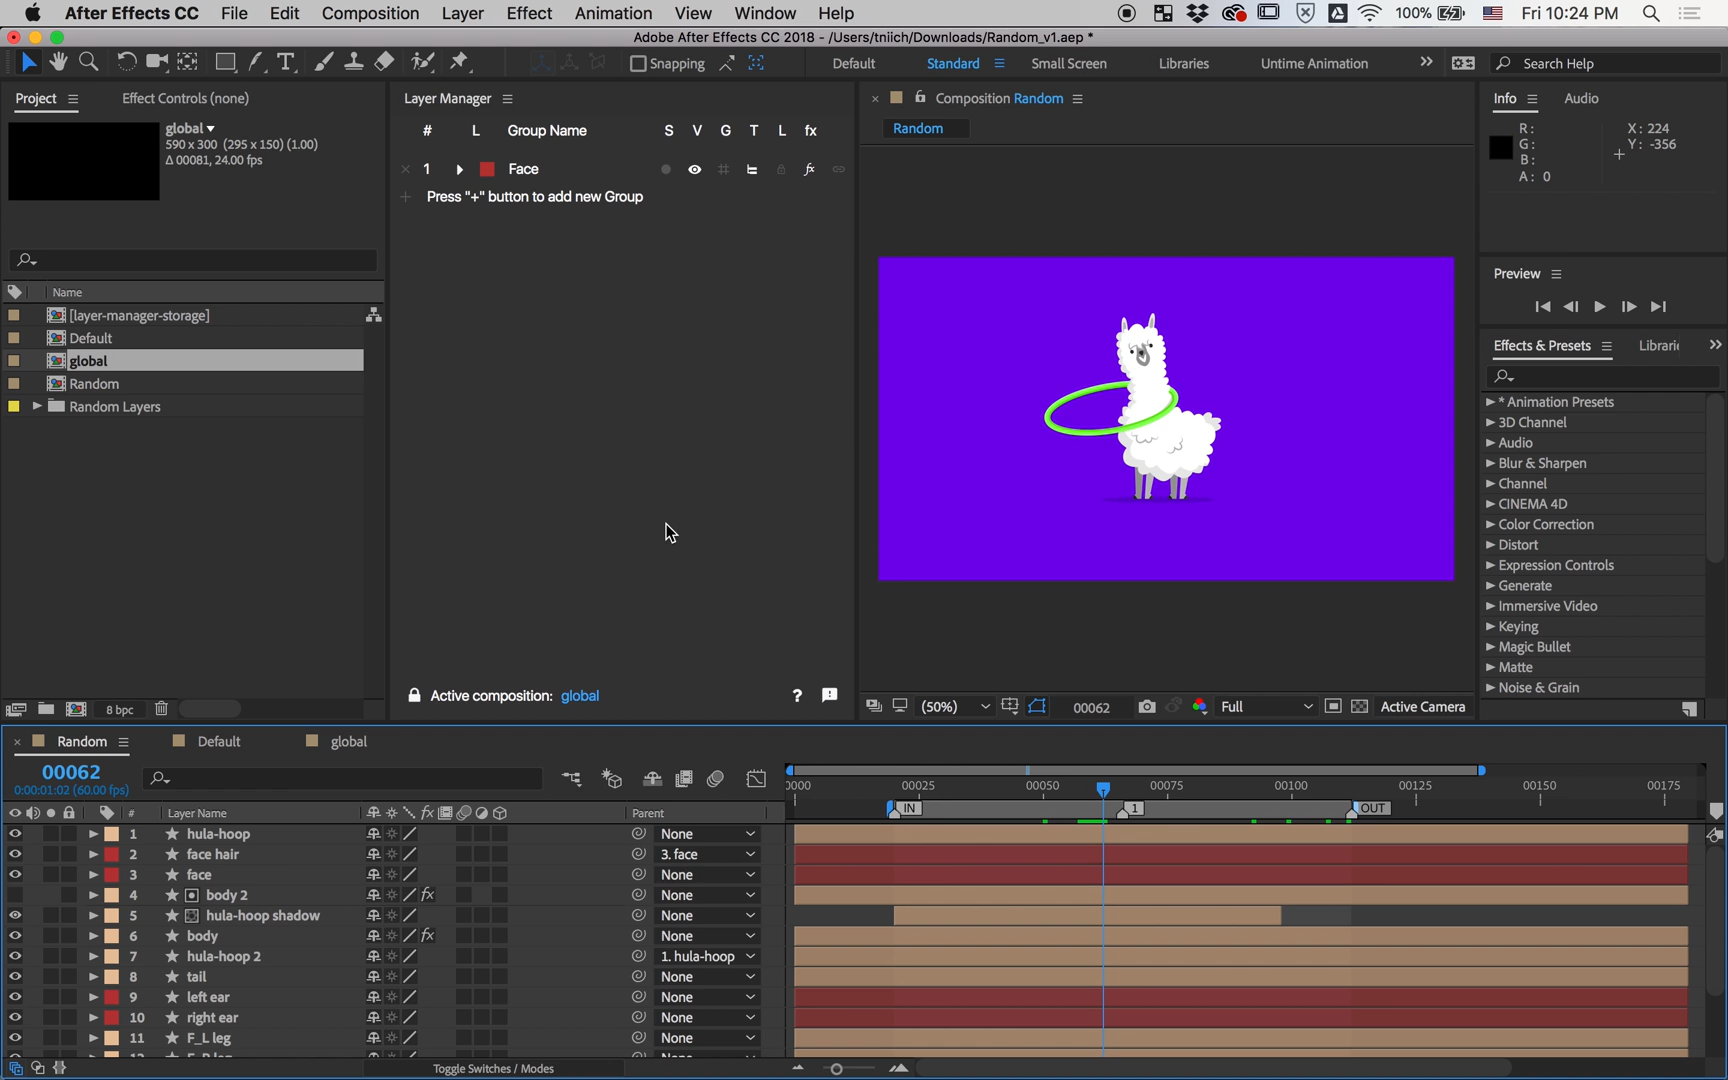 After Effects CC File Edit Composition Layer Effect Animation View Window Help 100% Fri 10:24 PM
Adobe After Effects CC 2018 - /Users/tniich/Downloads/Random_v1.aep *
Snapping Default Standard Small Screen Libraries Untime Animation Search Help
Project Effect Controls (none)
global
590 x 300 (295 x 150) (1.00)
Δ 00081, 24.00 fps
Name
[layer-manager-storage]
Default
global
Random
Random Layers
8 bpc
Layer Manager
# L Group Name S V G T L fx
1 Face fx
Press "+" button to add new Group
Active composition: global ?
Composition Random
Random
(50%) 00062 Full Active Camera
Info Audio
R: X: 224
G: Y: -356
B:
A: 0
Preview
Effects & Presets Librari
* Animation Presets
3D Channel
Audio
Blur & Sharpen
Channel
CINEMA 4D
Color Correction
Distort
Expression Controls
Generate
Immersive Video
Keying
Magic Bullet
Matte
Noise & Grain
Random Default global
00062
0:00:01:02 (60.00 fps)
0000 00025 00050 00075 00100 00125 00150 00175
IN 1 OUT
# Layer Name fx Parent
1 hula-hoop None
2 face hair 3. face
3 face None
4 body 2 fx None
5 hula-hoop shadow None
6 body fx None
7 hula-hoop 2 1. hula-hoop
8 tail None
9 left ear None
10 right ear None
11 F_L leg None
Toggle Switches / Modes